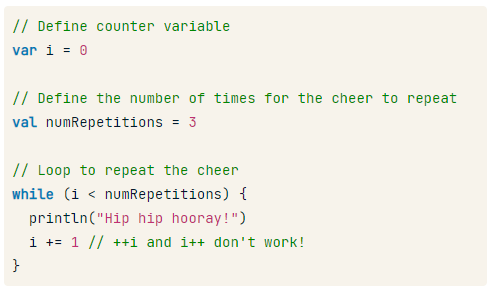 // Define counter variable
var i = 0
// Define the number of times for the cheer to repeat
val numRepetitions = 3
// Loop to repeat the cheer
while (i < numRepetitions) {
  println("Hip hip hooray!")
  i += 1 // ++i and i++ don't work!
}